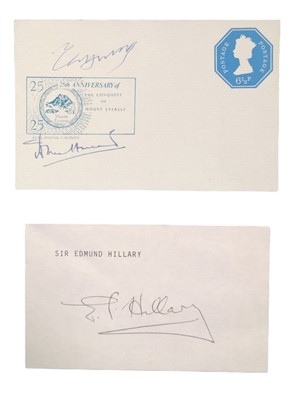 25
25th ANNIVERSARY of
THE CONQUEST
OF
MOUNT EVEREST
25
POSTAGE
POSTAGE
6½P
SIR EDMUND HILLARY
E. P. Hillary